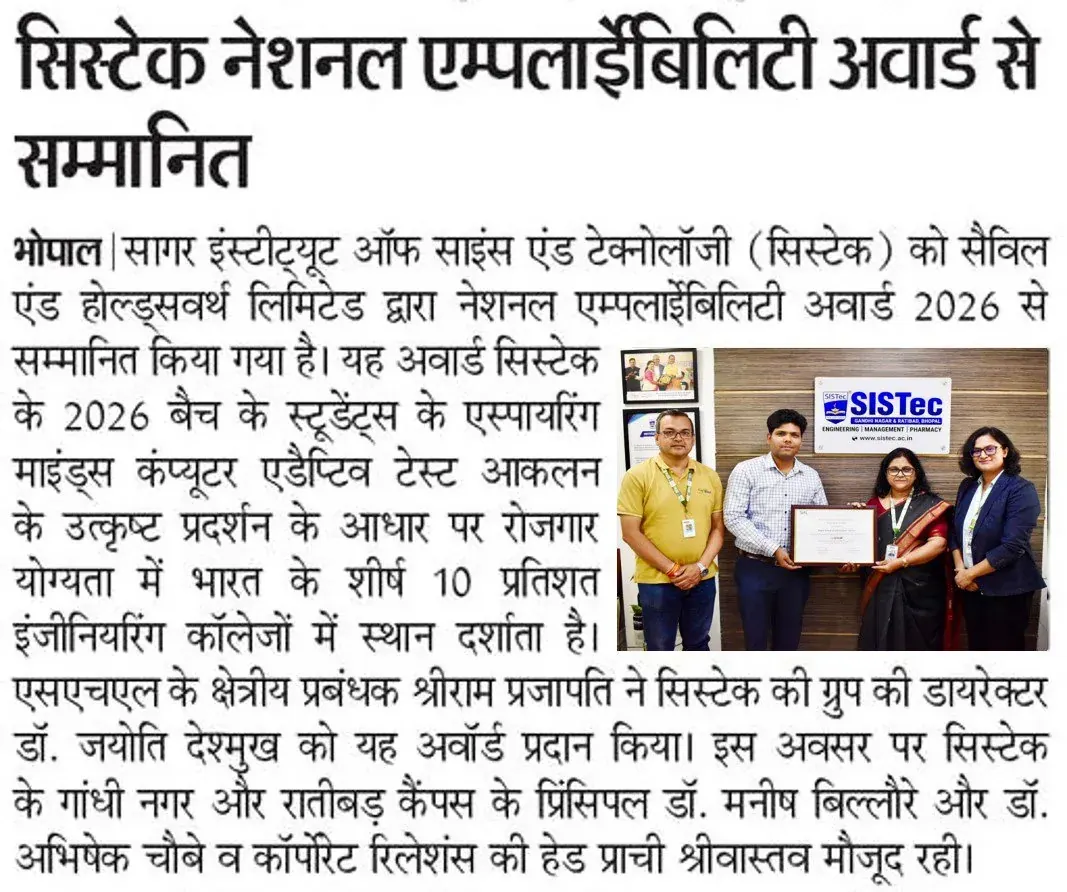 सिस्टेक नेशनल एम्पलाईेबिलिटी अवार्ड से
सम्मानित
भोपाल | सागर इंस्टीट्यूट ऑफ साइंस एंड टेक्नोलॉजी (सिस्टेक) को सैविल
एंड होल्ड्सवर्थ लिमिटेड द्वारा नेशनल एम्पलाईेबिलिटी अवार्ड 2026 से
सम्मानित किया गया है। यह अवार्ड सिस्टेक
के 2026 बैच के स्टूडेंट्स के एस्पायरिंग
माइंड्स कंप्यूटर एडैप्टिव टेस्ट आकलन
के उत्कृष्ट प्रदर्शन के आधार पर रोजगार
योग्यता में भारत के शीर्ष 10 प्रतिशत
इंजीनियरिंग कॉलेजों में स्थान दर्शाता है।
एसएचएल के क्षेत्रीय प्रबंधक श्रीराम प्रजापति ने सिस्टेक की ग्रुप की डायरेक्टर
डॉ. जयोति देश्मुख को यह अवॉर्ड प्रदान किया। इस अवसर पर सिस्टेक
के गांधी नगर और रातीबड़ कैंपस के प्रिंसिपल डॉ. मनीष बिल्लौरे और डॉ.
अभिषेक चौबे व कॉर्पोरेट रिलेशंस की हेड प्राची श्रीवास्तव मौजूद रही।
SISTec
SISTec
GANDHI NAGAR & RATIBAD, BHOPAL
ENGINEERING | MANAGEMENT | PHARMACY
www.sistec.ac.in